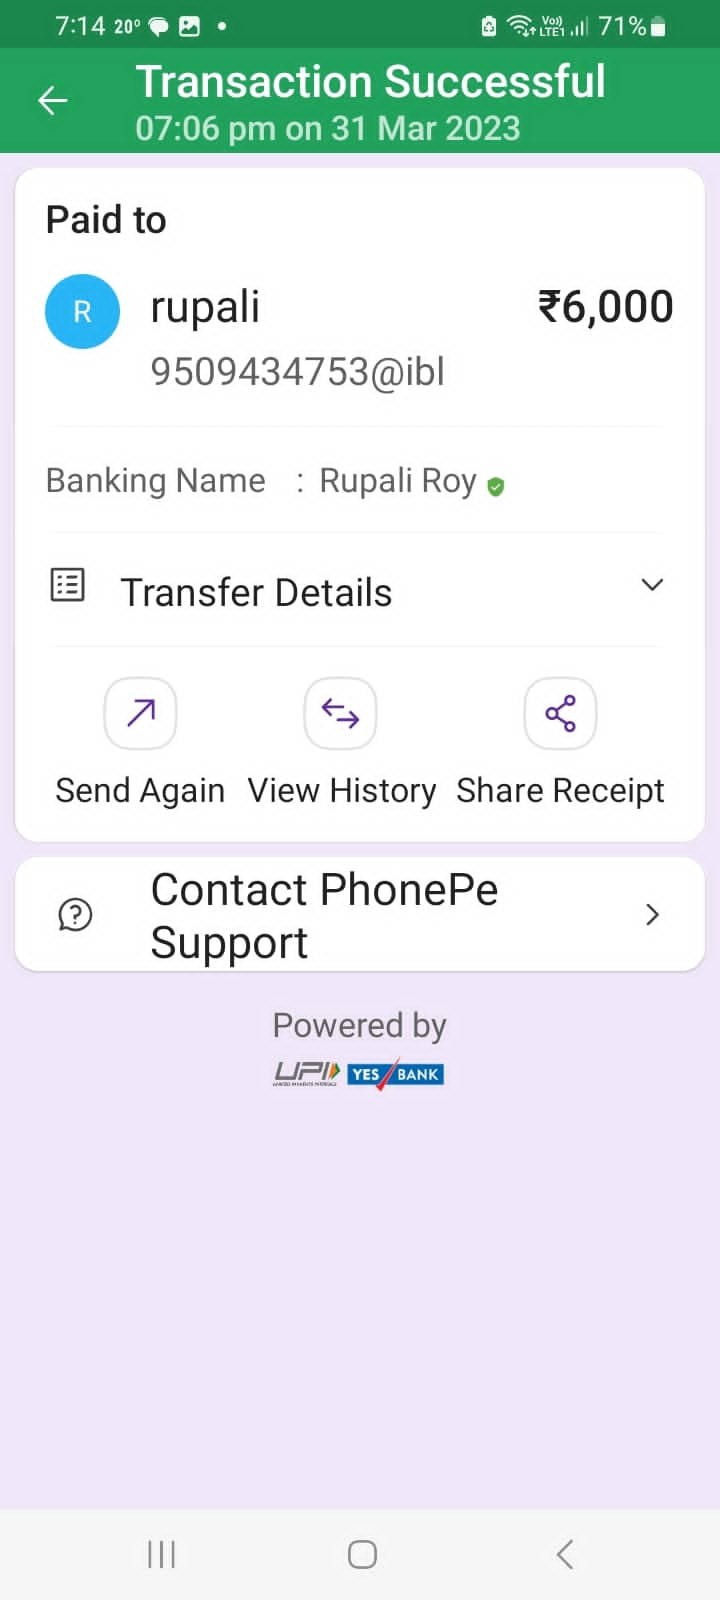 7:14 20° Vo)) LTE1 71%
Transaction Successful
07:06 pm on 31 Mar 2023
Paid to
R rupali ₹6,000
9509434753@ibl
Banking Name : Rupali Roy
Transfer Details
Send Again View History Share Receipt
Contact PhonePe
Support
Powered by
UPI YES BANK